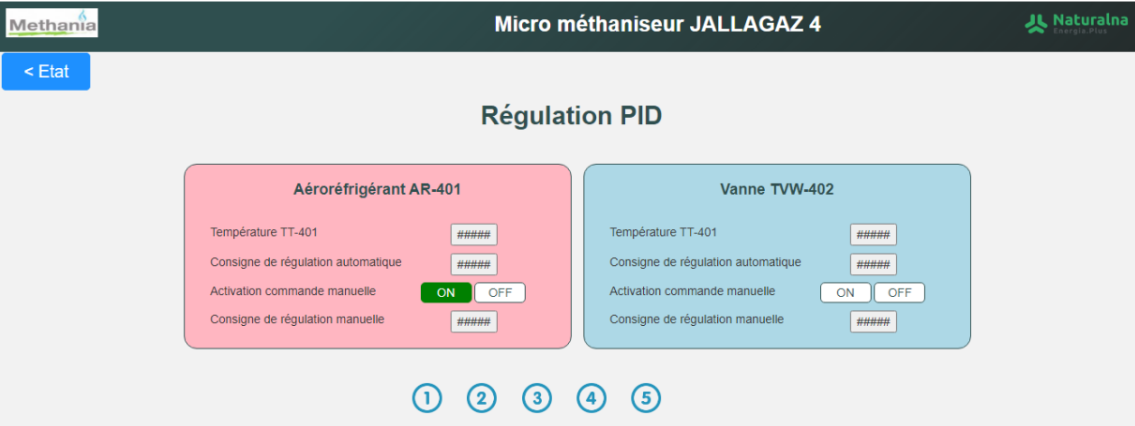 Methania
Micro méthaniseur JALLAGAZ 4
Naturalna
Energia.Plus
< Etat
Régulation PID
Aéroréfrigérant AR-401
Température TT-401 #####
Consigne de régulation automatique #####
Activation commande manuelle ON OFF
Consigne de régulation manuelle #####
Vanne TVW-402
Température TT-401 #####
Consigne de régulation automatique #####
Activation commande manuelle ON OFF
Consigne de régulation manuelle #####
1 2 3 4 5